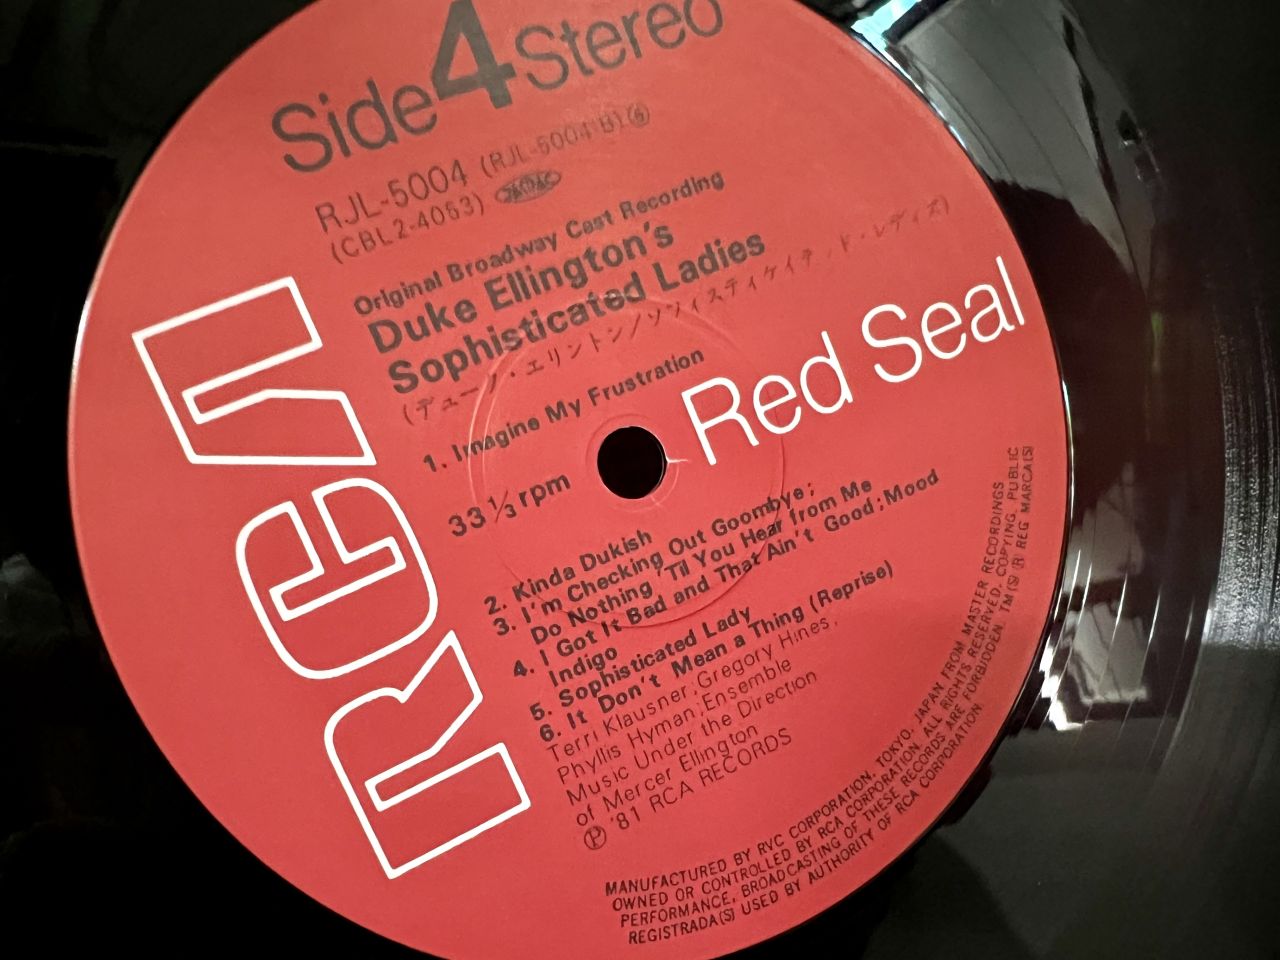 Side 4 Stereo
RJL-5004 (RJL-5004 B)⑥
(CBL2-4053)
Original Broadway Cast Recording
Duke Ellington's
Sophisticated Ladies
(デューク・エリントン/ソフィスティケイテッド・レディズ)
1. Imagine My Frustration
33 1/3 rpm
2. Kinda Dukish
3. I'm Checking Out Goombye;
Do Nothing 'Til You Hear from Me
4. I Got It Bad and That Ain't Good;Mood
Indigo
5. Sophisticated Lady
6. It Don't Mean a Thing (Reprise)
Terri Klausner;Gregory Hines,
Phyllis Hyman;Ensemble
Music Under the Direction
of Mercer Ellington
Ⓟ '81 RCA RECORDS
RCA
Red Seal
MANUFACTURED BY RVC CORPORATION, TOKYO, JAPAN FROM MASTER RECORDINGS
OWNED OR CONTROLLED BY RCA CORPORATION. ALL RIGHTS RESERVED. COPYING, PUBLIC
PERFORMANCE, BROADCASTING OF THESE RECORDS ARE FORBIDDEN. TM(S) (R) REG MARCA(S)
REGISTRADA(S) USED BY AUTHORITY OF RCA CORPORATION.